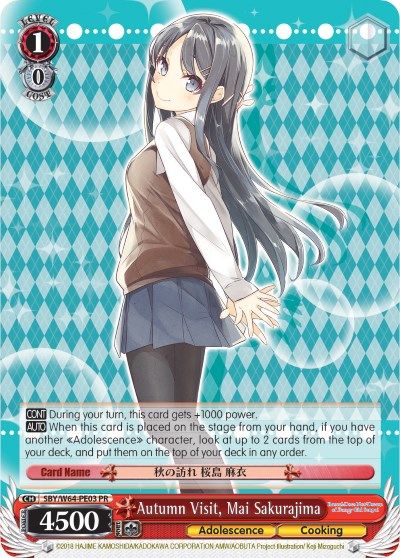 LEVEL
1
0
COST
CONT During your turn, this card gets +1000 power.
AUTO When this card is placed on the stage from your hand, if you have
another «Adolescence» character, look at up to 2 cards from the top of
your deck, and put them on the top of your deck in any order.
Card Name 秋の訪れ 桜島 麻衣
CH SBY/W64-PE03 PR
POWER 4500
Autumn Visit, Mai Sakurajima
Adolescence Cooking
©2018 HAJIME KAMOSHIDA/KADOKAWA CORPORATION AMW/AOBUTA Project Illustration/ Keji Mizoguchi